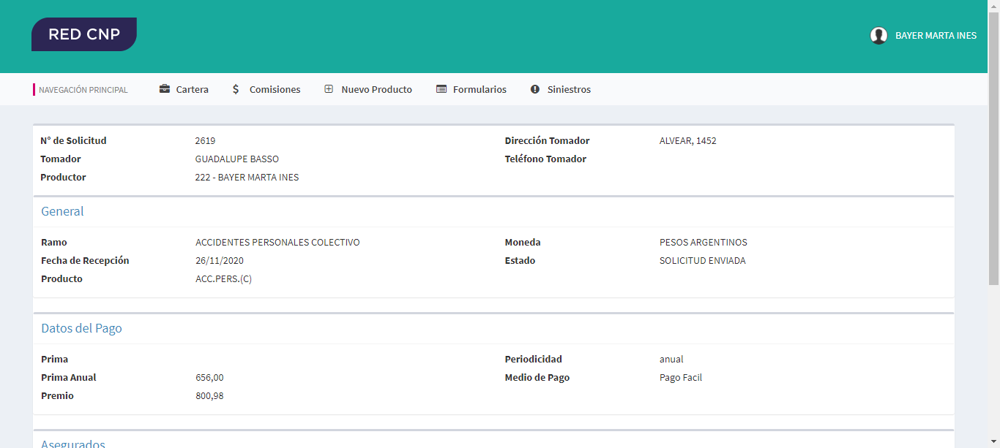 RED CNP
BAYER MARTA INES
NAVEGACIÓN PRINCIPAL Cartera Comisiones Nuevo Producto Formularios Siniestros
N° de Solicitud 2619 Dirección Tomador ALVEAR, 1452
Tomador GUADALUPE BASSO Teléfono Tomador
Productor 222 - BAYER MARTA INES
General
Ramo ACCIDENTES PERSONALES COLECTIVO Moneda PESOS ARGENTINOS
Fecha de Recepción 26/11/2020 Estado SOLICITUD ENVIADA
Producto ACC.PERS.(C)
Datos del Pago
Prima Periodicidad anual
Prima Anual 656,00 Medio de Pago Pago Facil
Premio 800,98
Asegurados